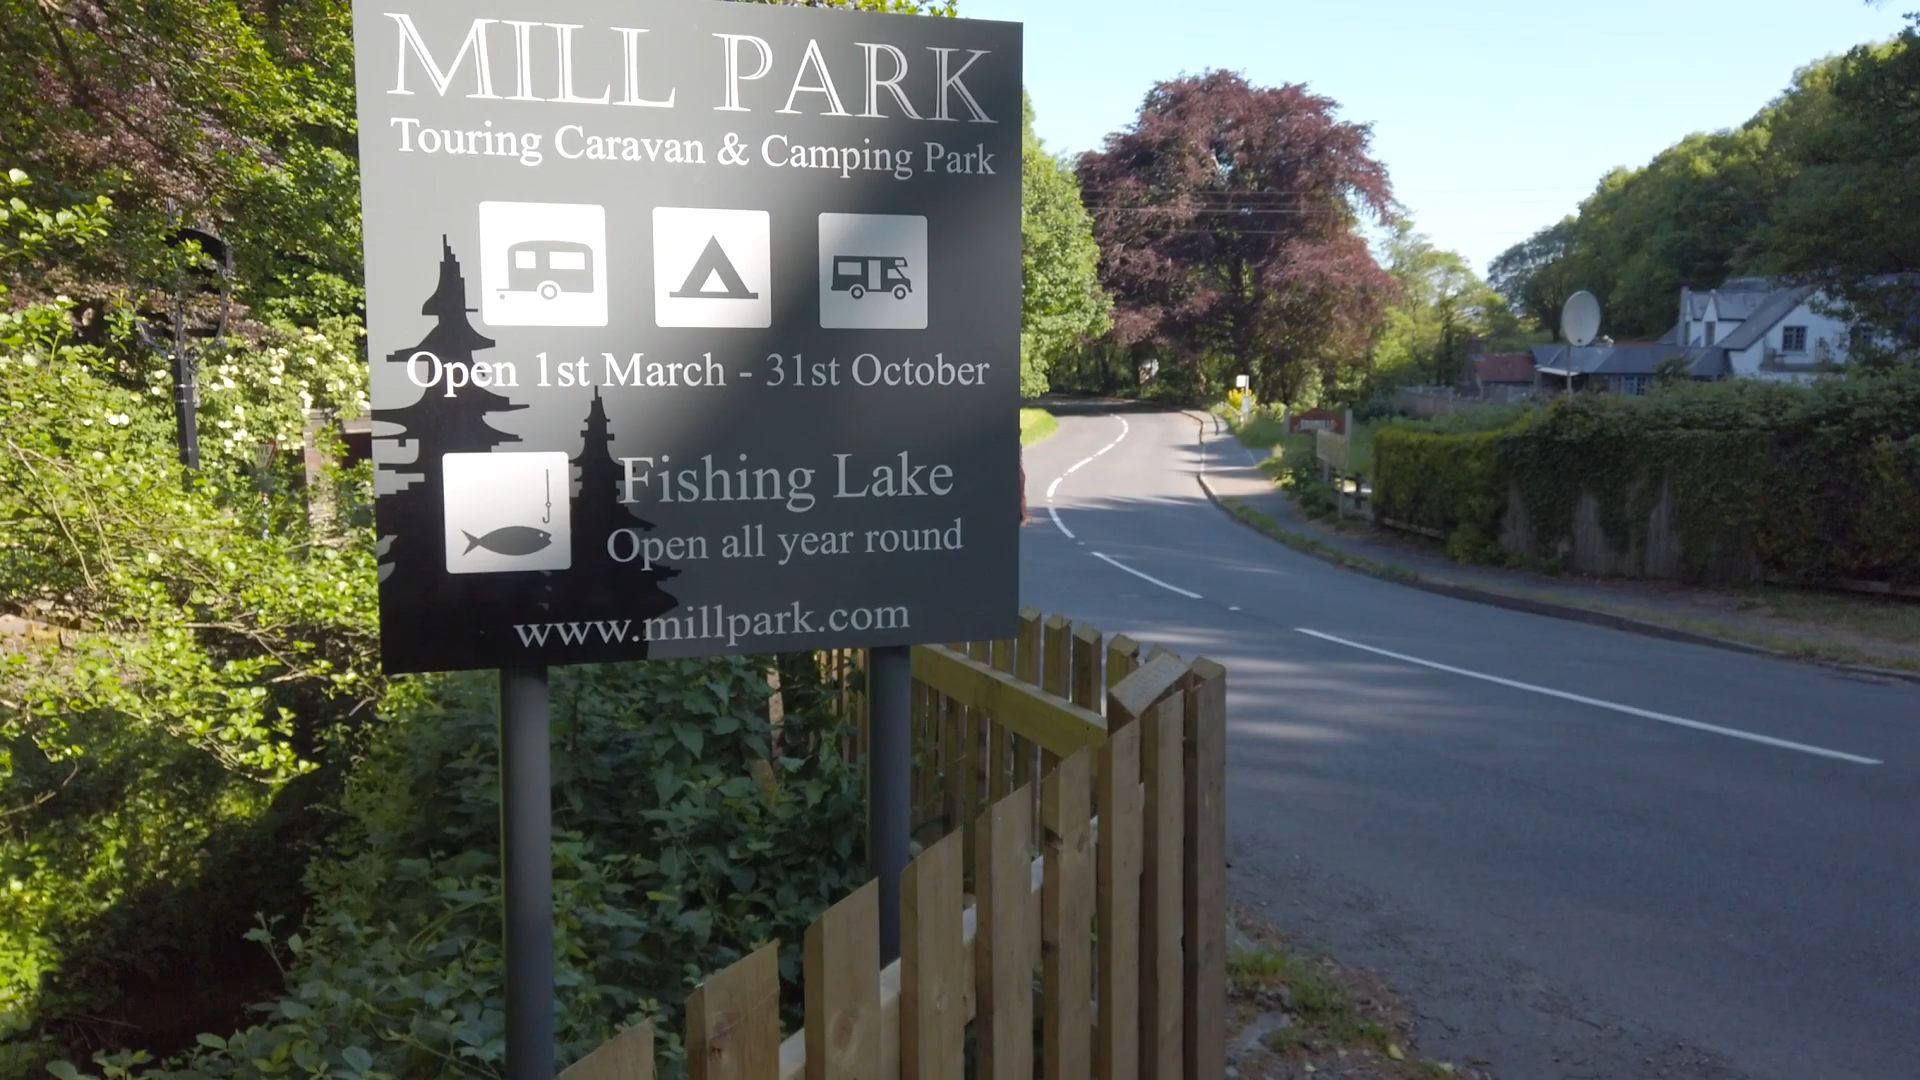 MILL PARK
Touring Caravan & Camping Park
Open 1st March - 31st October
Fishing Lake
Open all year round
www.millpark.com